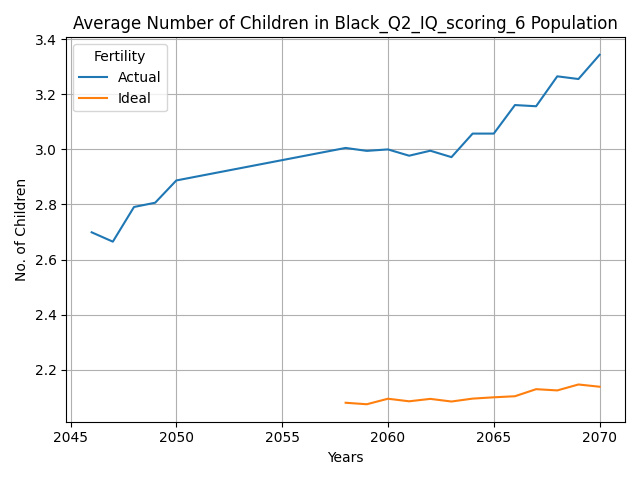 Average Number of Children in Black_Q2_IQ_scoring_6 Population
Fertility
Actual
Ideal
No. of Children
3.4
3.2
3.0
2.8
2.6
2.4
2.2
2045 2050 2055 2060 2065 2070
Years